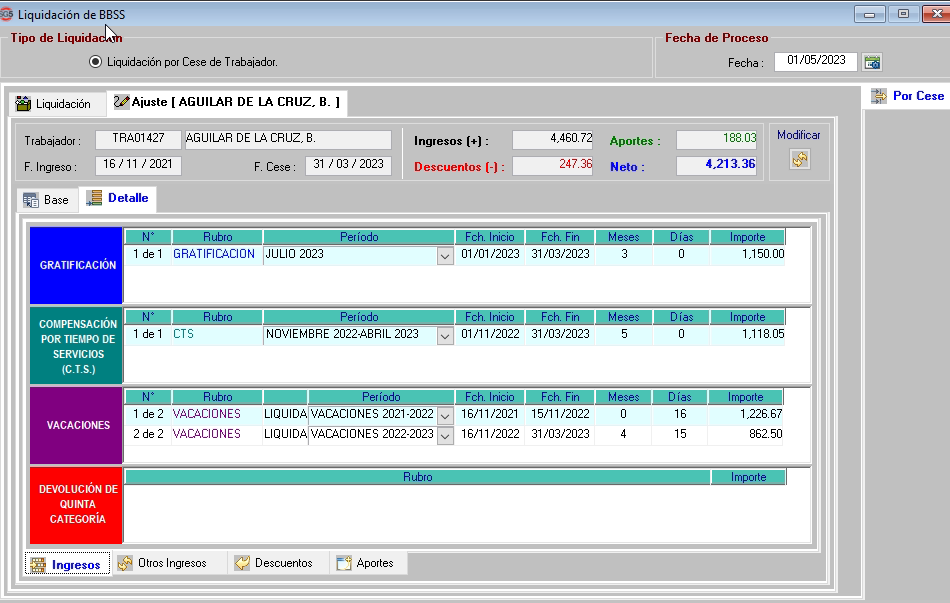 SGS Liquidación de BBSS
Tipo de Liquidación
Liquidación por Cese de Trabajador.
Fecha de Proceso
Fecha : 01/05/2023
Liquidación
Ajuste [ AGUILAR DE LA CRUZ, B. ]
Por Cese
Trabajador : TRA01427 AGUILAR DE LA CRUZ, B.
F. Ingreso : 16 / 11 / 2021 F. Cese : 31 / 03 / 2023
Ingresos (+) : 4,460.72 Aportes : 188.03
Descuentos (-) : 247.36 Neto : 4,213.36
Modificar
Base
Detalle
GRATIFICACIÓN
N° Rubro Período Fch. Inicio Fch. Fin Meses Días Importe
1 de 1 GRATIFICACION JULIO 2023 01/01/2023 31/03/2023 3 0 1,150.00
COMPENSACIÓN
POR TIEMPO DE
SERVICIOS
(C.T.S.)
N° Rubro Período Fch. Inicio Fch. Fin Meses Días Importe
1 de 1 CTS NOVIEMBRE 2022-ABRIL 2023 01/11/2022 31/03/2023 5 0 1,118.05
VACACIONES
N° Rubro Período Fch. Inicio Fch. Fin Meses Días Importe
1 de 2 VACACIONES LIQUIDA VACACIONES 2021-2022 16/11/2021 15/11/2022 0 16 1,226.67
2 de 2 VACACIONES LIQUIDA VACACIONES 2022-2023 16/11/2022 31/03/2023 4 15 862.50
DEVOLUCIÓN DE
QUINTA
CATEGORÍA
Rubro Importe
Ingresos
Otros Ingresos
Descuentos
Aportes